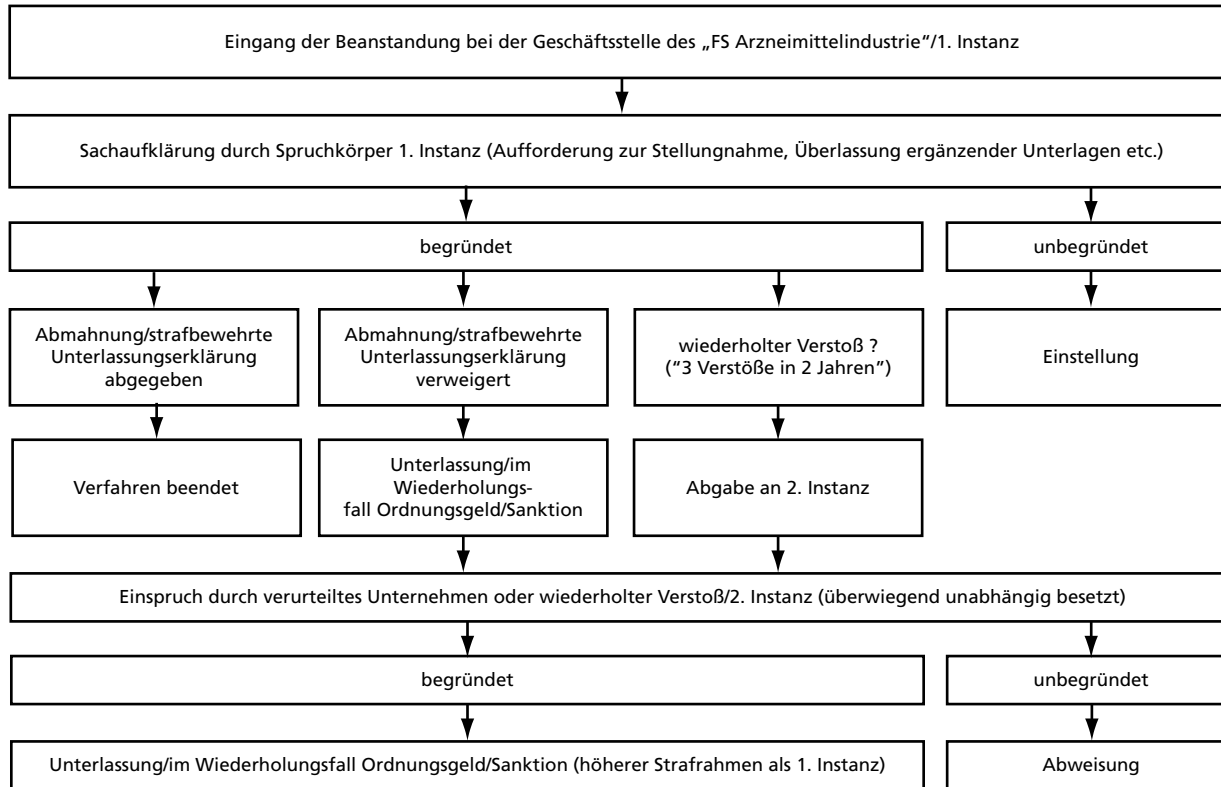 Eingang der Beanstandung bei der Geschäftsstelle des „FS Arzneimittelindustrie“/1. Instanz
Sachaufklärung durch Spruchkörper 1. Instanz (Aufforderung zur Stellungnahme, Überlassung ergänzender Unterlagen etc.)
begründet
unbegründet
Abmahnung/strafbewehrte
Unterlassungserklärung
abgegeben
Abmahnung/strafbewehrte
Unterlassungserklärung
verweigert
wiederholter Verstoß ?
(“3 Verstöße in 2 Jahren”)
Einstellung
Verfahren beendet
Unterlassung/im
Wiederholungs-
fall Ordnungsgeld/Sanktion
Abgabe an 2. Instanz
Einspruch durch verurteiltes Unternehmen oder wiederholter Verstoß/2. Instanz (überwiegend unabhängig besetzt)
begründet
unbegründet
Unterlassung/im Wiederholungsfall Ordnungsgeld/Sanktion (höherer Strafrahmen als 1. Instanz)
Abweisung